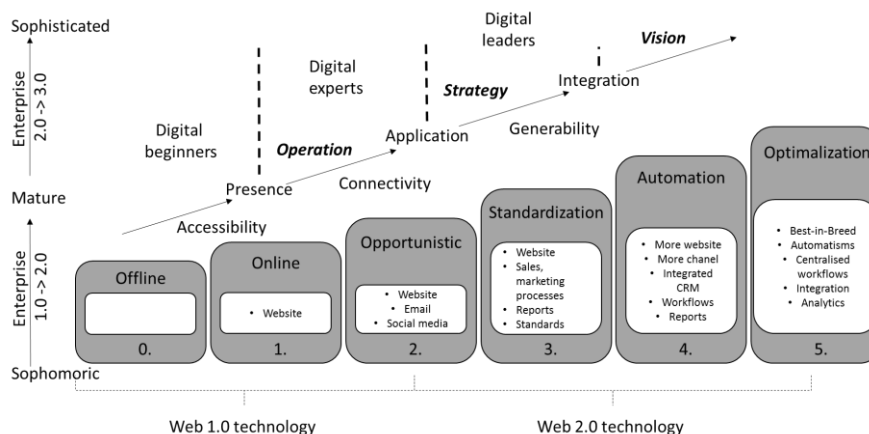 Sophisticated
Enterprise
2.0 -> 3.0
Mature
Enterprise
1.0 -> 2.0
Sophomoric
Digital
beginners
Digital
experts
Digital
leaders
Vision
Strategy
Integration
Operation
Application
Generability
Presence
Connectivity
Accessibility
Offline
0.
Online
• Website
1.
Opportunistic
• Website
• Email
• Social media
2.
Standardization
• Website
• Sales,
marketing
processes
• Reports
• Standards
3.
Automation
• More website
• More chanel
• Integrated
CRM
• Workflows
• Reports
4.
Optimalization
• Best-in-Breed
• Automatisms
• Centralised
workflows
• Integration
• Analytics
5.
Web 1.0 technology
Web 2.0 technology